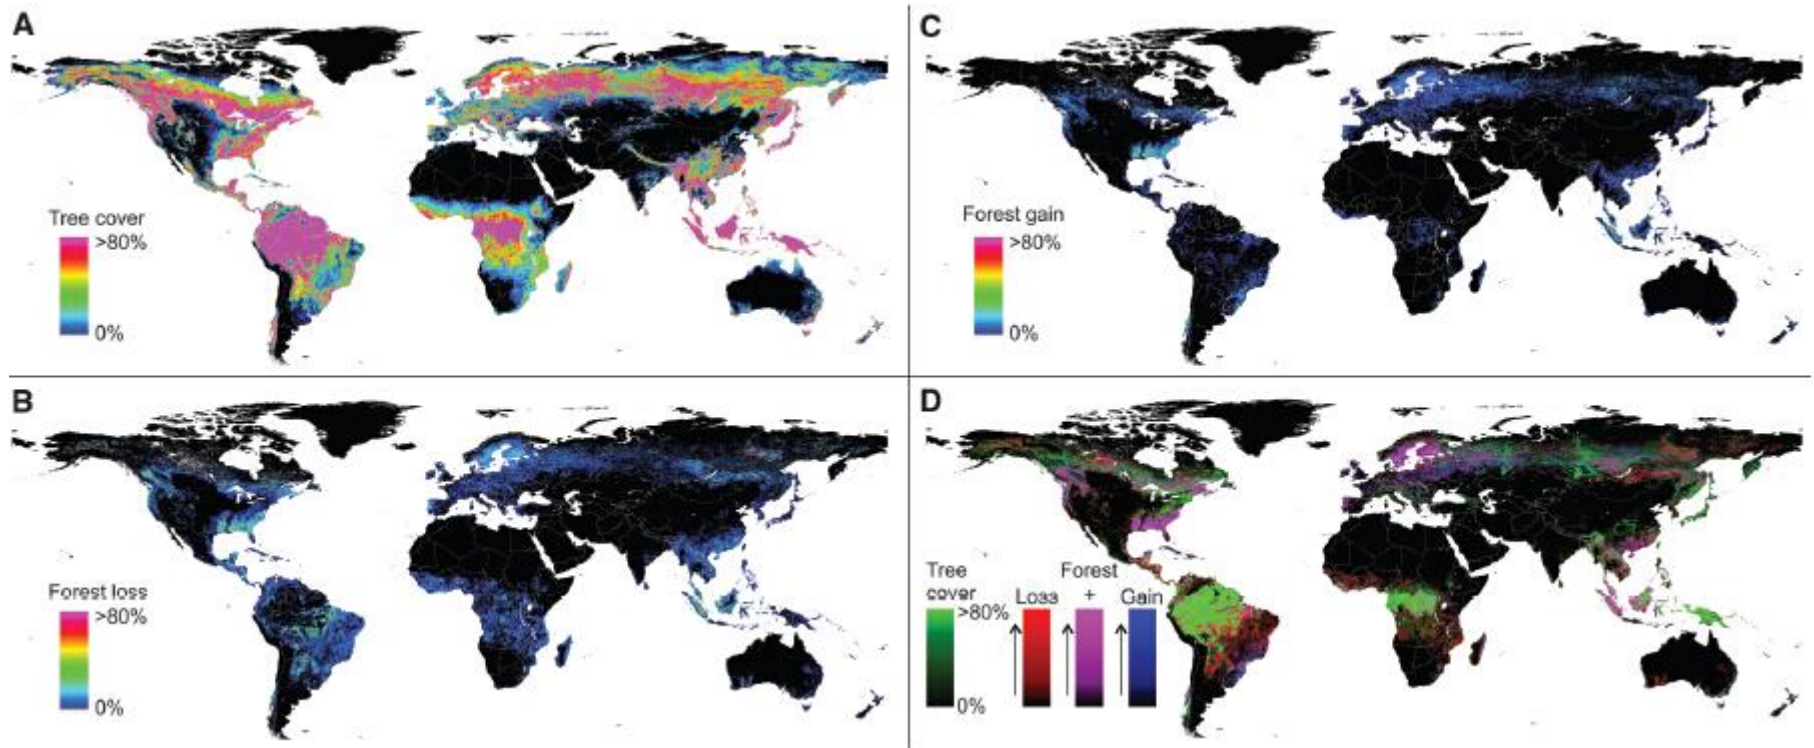 A
Tree cover
>80%
0%
B
Forest loss
>80%
0%
C
Forest gain
>80%
0%
D
Tree
cover
>80%
0%
Forest
Loss
+
Gain